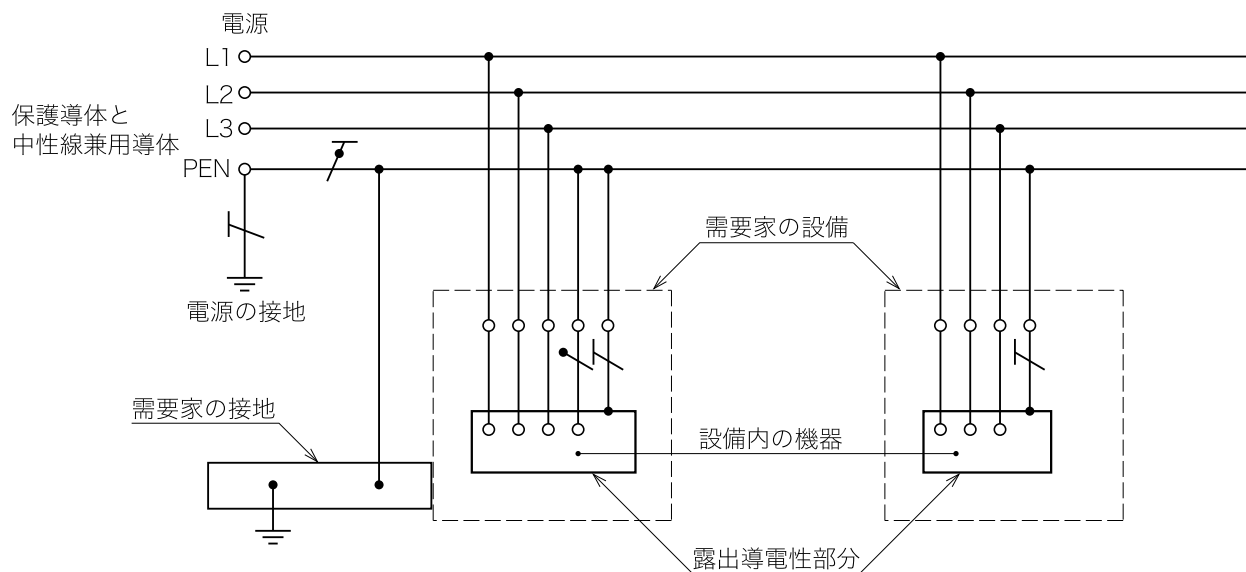 電源
L1
L2
L3
保護導体と
中性線兼用導体
PEN
需要家の設備
電源の接地
需要家の接地
設備内の機器
露出導電性部分